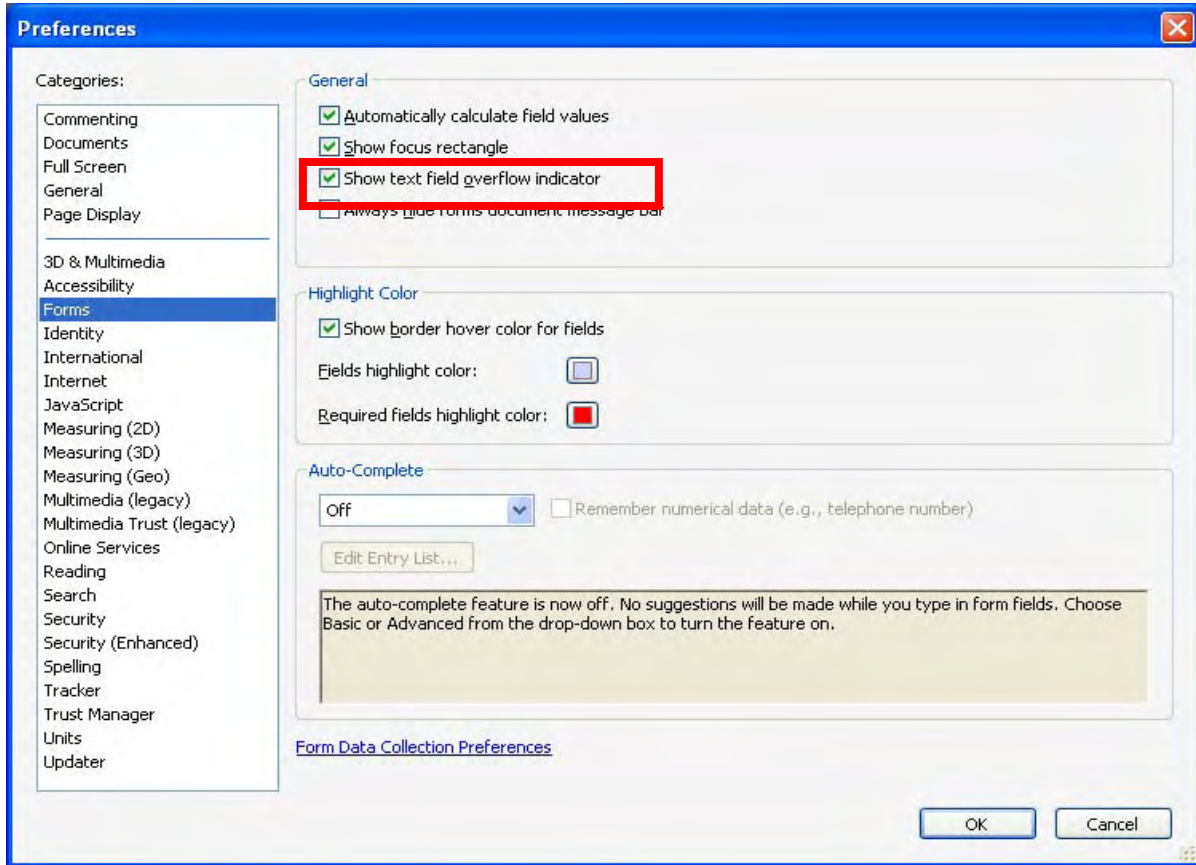 Preferences
Categories:
Commenting
Documents
Full Screen
General
Page Display
3D & Multimedia
Accessibility
Forms
Identity
International
Internet
JavaScript
Measuring (2D)
Measuring (3D)
Measuring (Geo)
Multimedia (legacy)
Multimedia Trust (legacy)
Online Services
Reading
Search
Security
Security (Enhanced)
Spelling
Tracker
Trust Manager
Units
Updater
General
Automatically calculate field values
Show focus rectangle
Show text field overflow indicator
Always hide forms document message bar
Highlight Color
Show border hover color for fields
Fields highlight color:
Required fields highlight color:
Auto-Complete
Off
Remember numerical data (e.g., telephone number)
Edit Entry List...
The auto-complete feature is now off. No suggestions will be made while you type in form fields. Choose
Basic or Advanced from the drop-down box to turn the feature on.
Form Data Collection Preferences
OK
Cancel